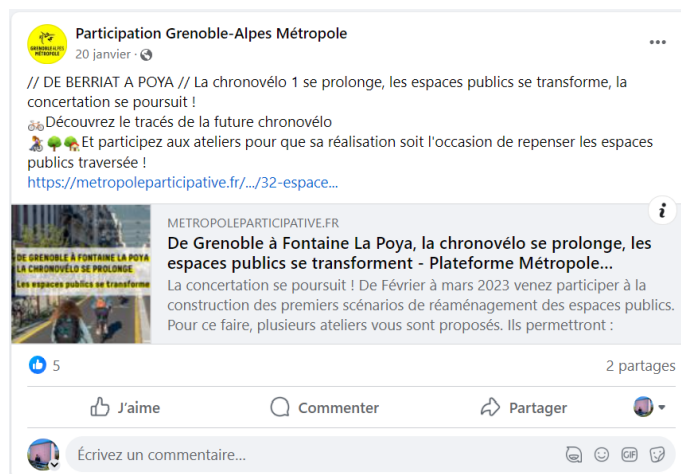 Participation Grenoble-Alpes Métropole
20 janvier ·
GRENOBLE ALPES
MÉTROPOLE
// DE BERRIAT A POYA // La chronovélo 1 se prolonge, les espaces publics se transforme, la
concertation se poursuit !
Découvrez le tracés de la future chronovélo
Et participez aux ateliers pour que sa réalisation soit l'occasion de repenser les espaces
publics traversée !
https://metropoleparticipative.fr/.../32-espace...
DE GRENOBLE À FONTAINE LA POYA
LA CHRONOVÉLO SE PROLONGE
Les espaces publics se transforme
i
METROPOLEPARTICIPATIVE.FR
De Grenoble à Fontaine La Poya, la chronovélo se prolonge, les
espaces publics se transforment - Plateforme Métropole...
La concertation se poursuit ! De Février à mars 2023 venez participer à la
construction des premiers scénarios de réaménagement des espaces publics.
Pour ce faire, plusieurs ateliers vous sont proposés. Ils permettront :
5
2 partages
J'aime
Commenter
Partager
Écrivez un commentaire...
GIF